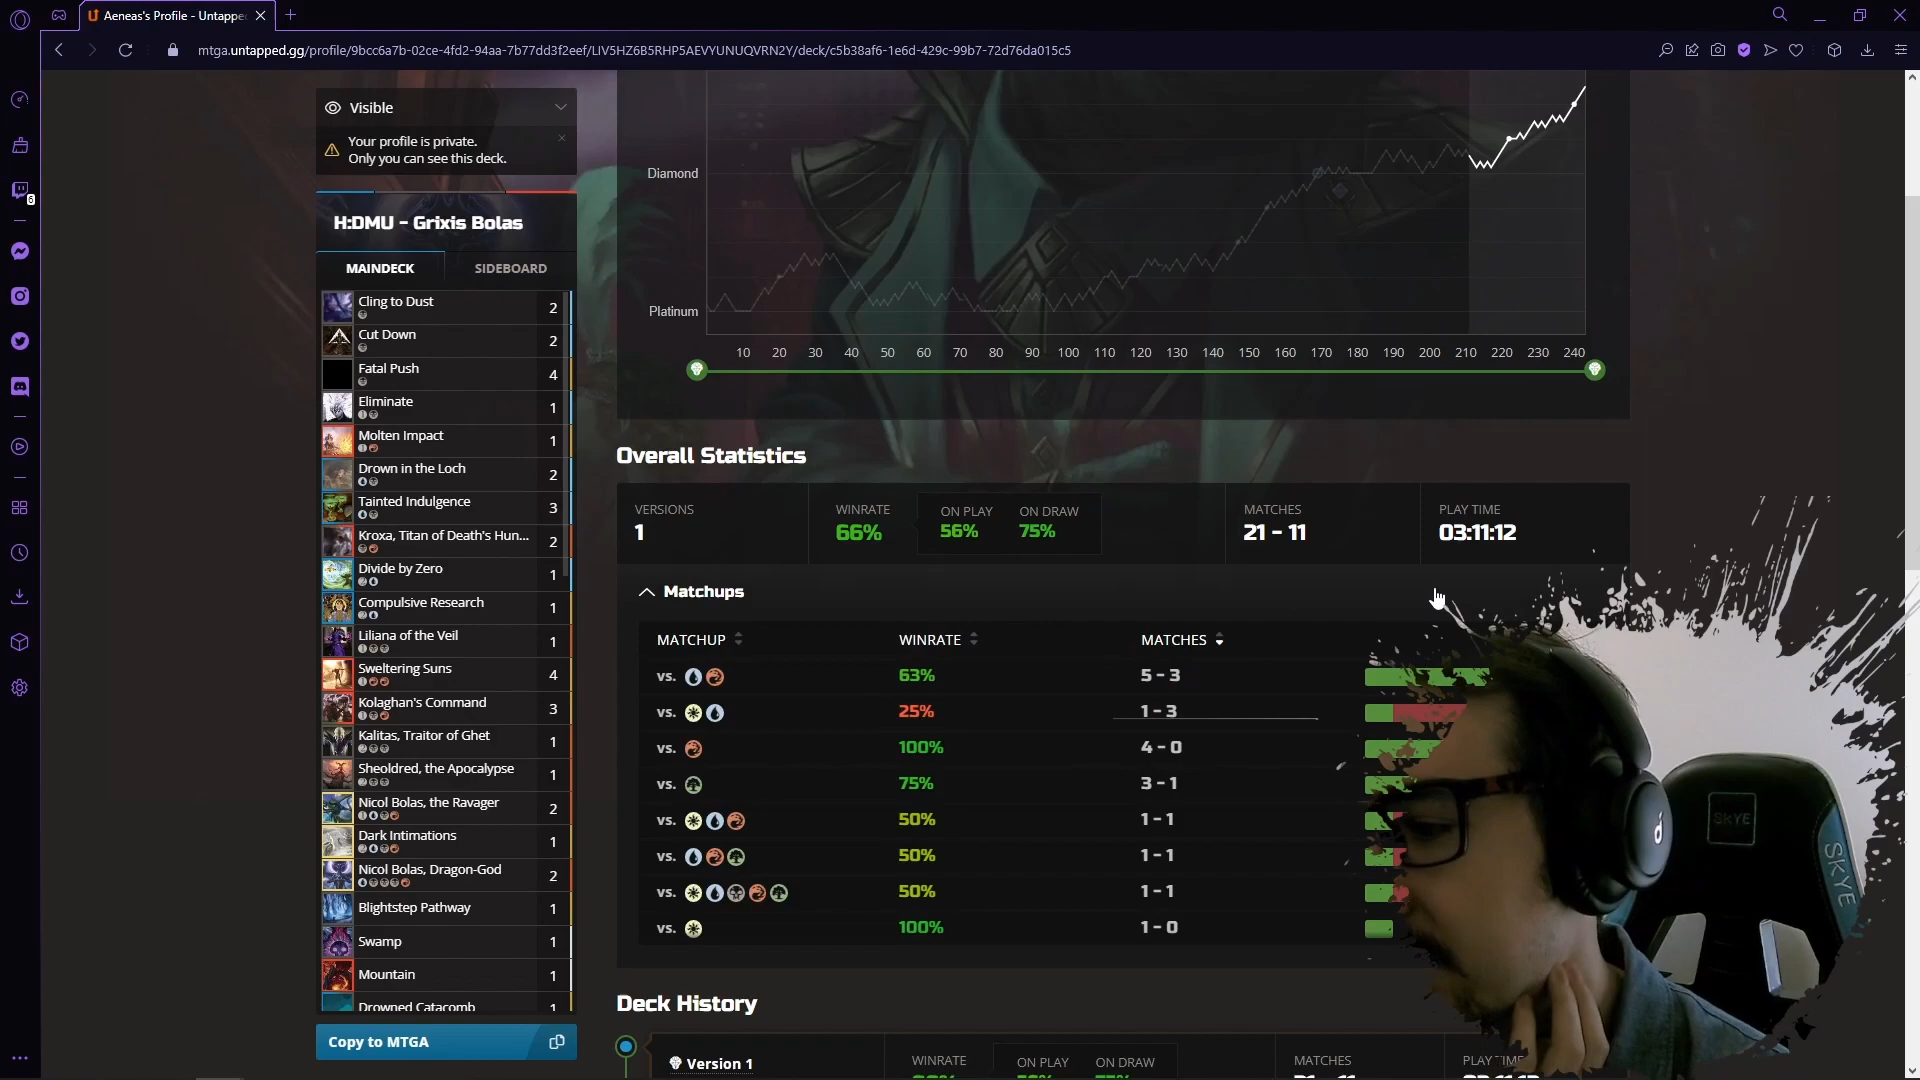 Aeneas's Profile - Untappe
mtga.untapped.gg/profile/9bcc6a7b-02ce-4fd2-94aa-7b77dd3f2eef/LIV5HZ6B5RHP5AEVYUNUQVRN2Y/deck/c5b38af6-1e6d-429c-99b7-72d76da015c5
6
Visible
Your profile is private.
Only you can see this deck.
H:DMU - Grixis Bolas
MAINDECK SIDEBOARD
Cling to Dust 2
Cut Down 2
Fatal Push 4
Eliminate 1
Molten Impact 1
Drown in the Loch 2
Tainted Indulgence 3
Kroxa, Titan of Death's Hun... 2
Divide by Zero 1
Compulsive Research 1
Liliana of the Veil 1
Sweltering Suns 4
Kolaghan's Command 3
Kalitas, Traitor of Ghet 1
Sheoldred, the Apocalypse 1
Nicol Bolas, the Ravager 2
Dark Intimations 1
Nicol Bolas, Dragon-God 2
Blightstep Pathway 1
Swamp 1
Mountain 1
Drowned Catacomb 1
Copy to MTGA
Diamond
Platinum
10 20 30 40 50 60 70 80 90 100 110 120 130 140 150 160 170 180 190 200 210 220 230 240
Overall Statistics
VERSIONS WINRATE ON PLAY ON DRAW MATCHES PLAY TIME
1 66% 56% 75% 21 - 11 03:11:12
Matchups
MATCHUP WINRATE MATCHES
vs. 63% 5 - 3
vs. 25% 1 - 3
vs. 100% 4 - 0
vs. 75% 3 - 1
vs. 50% 1 - 1
vs. 50% 1 - 1
vs. 50% 1 - 1
vs. 100% 1 - 0
Deck History
Version 1 WINRATE ON PLAY ON DRAW MATCHES PLAY TIME
SKYE
SKYE